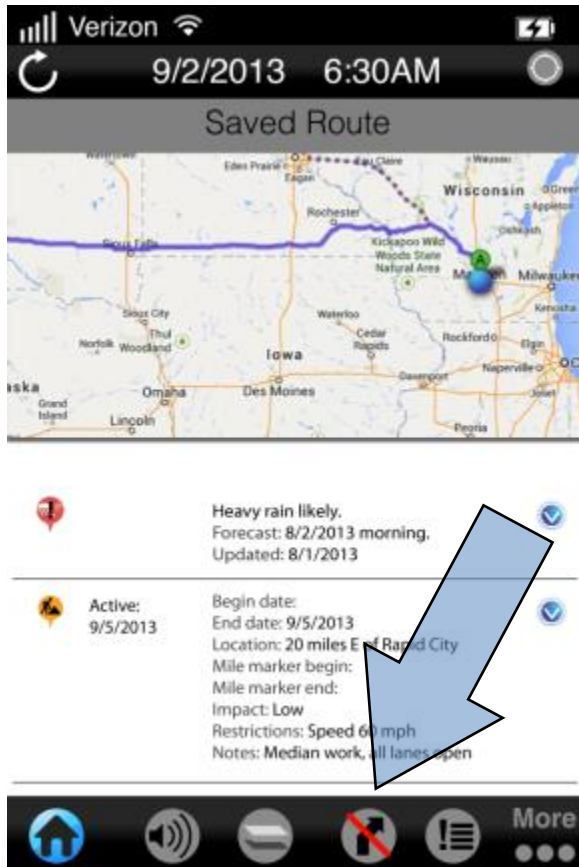 Verizon
9/2/2013 6:30AM
Saved Route
Watertown
Eden Prairie
Eau Claire
Wausau
Eagan
Wisconsin
Green
Appleton
Rochester
Oshkosh
Sioux Falls
Kickapoo Wild
Woods State
Natural Area
A
Milwaukee
Sioux City
Waterloo
Kenosha
Norfolk
Thul
Woodland
Cedar
Rapids
Rockford
Elgin
Iowa
Naperville
Davenport
Joliet
aska
Omaha
Des Moines
Grand
Island
Lincoln
Peoria
Heavy rain likely.
Forecast: 8/2/2013 morning.
Updated: 8/1/2013
Active:
9/5/2013
Begin date:
End date: 9/5/2013
Location: 20 miles E of Rapid City
Mile marker begin:
Mile marker end:
Impact: Low
Restrictions: Speed 60 mph
Notes: Median work, all lanes open
More